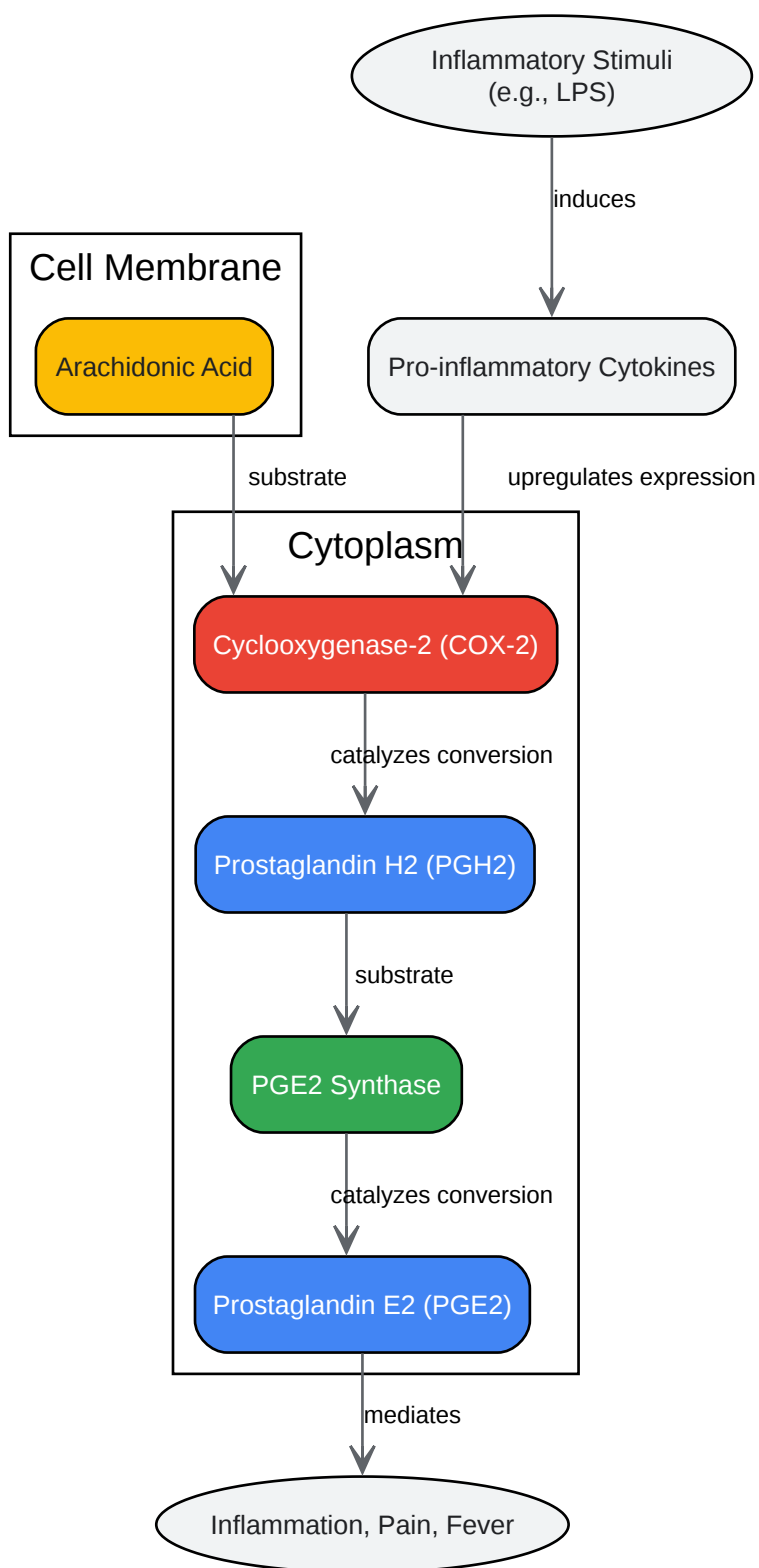 Inflammatory Stimuli
(e.g., LPS)
induces
Cell Membrane
Arachidonic Acid
Pro-inflammatory Cytokines
substrate
upregulates expression
Cytoplasm
Cyclooxygenase-2 (COX-2)
catalyzes conversion
Prostaglandin H2 (PGH2)
substrate
PGE2 Synthase
catalyzes conversion
Prostaglandin E2 (PGE2)
mediates
Inflammation, Pain, Fever